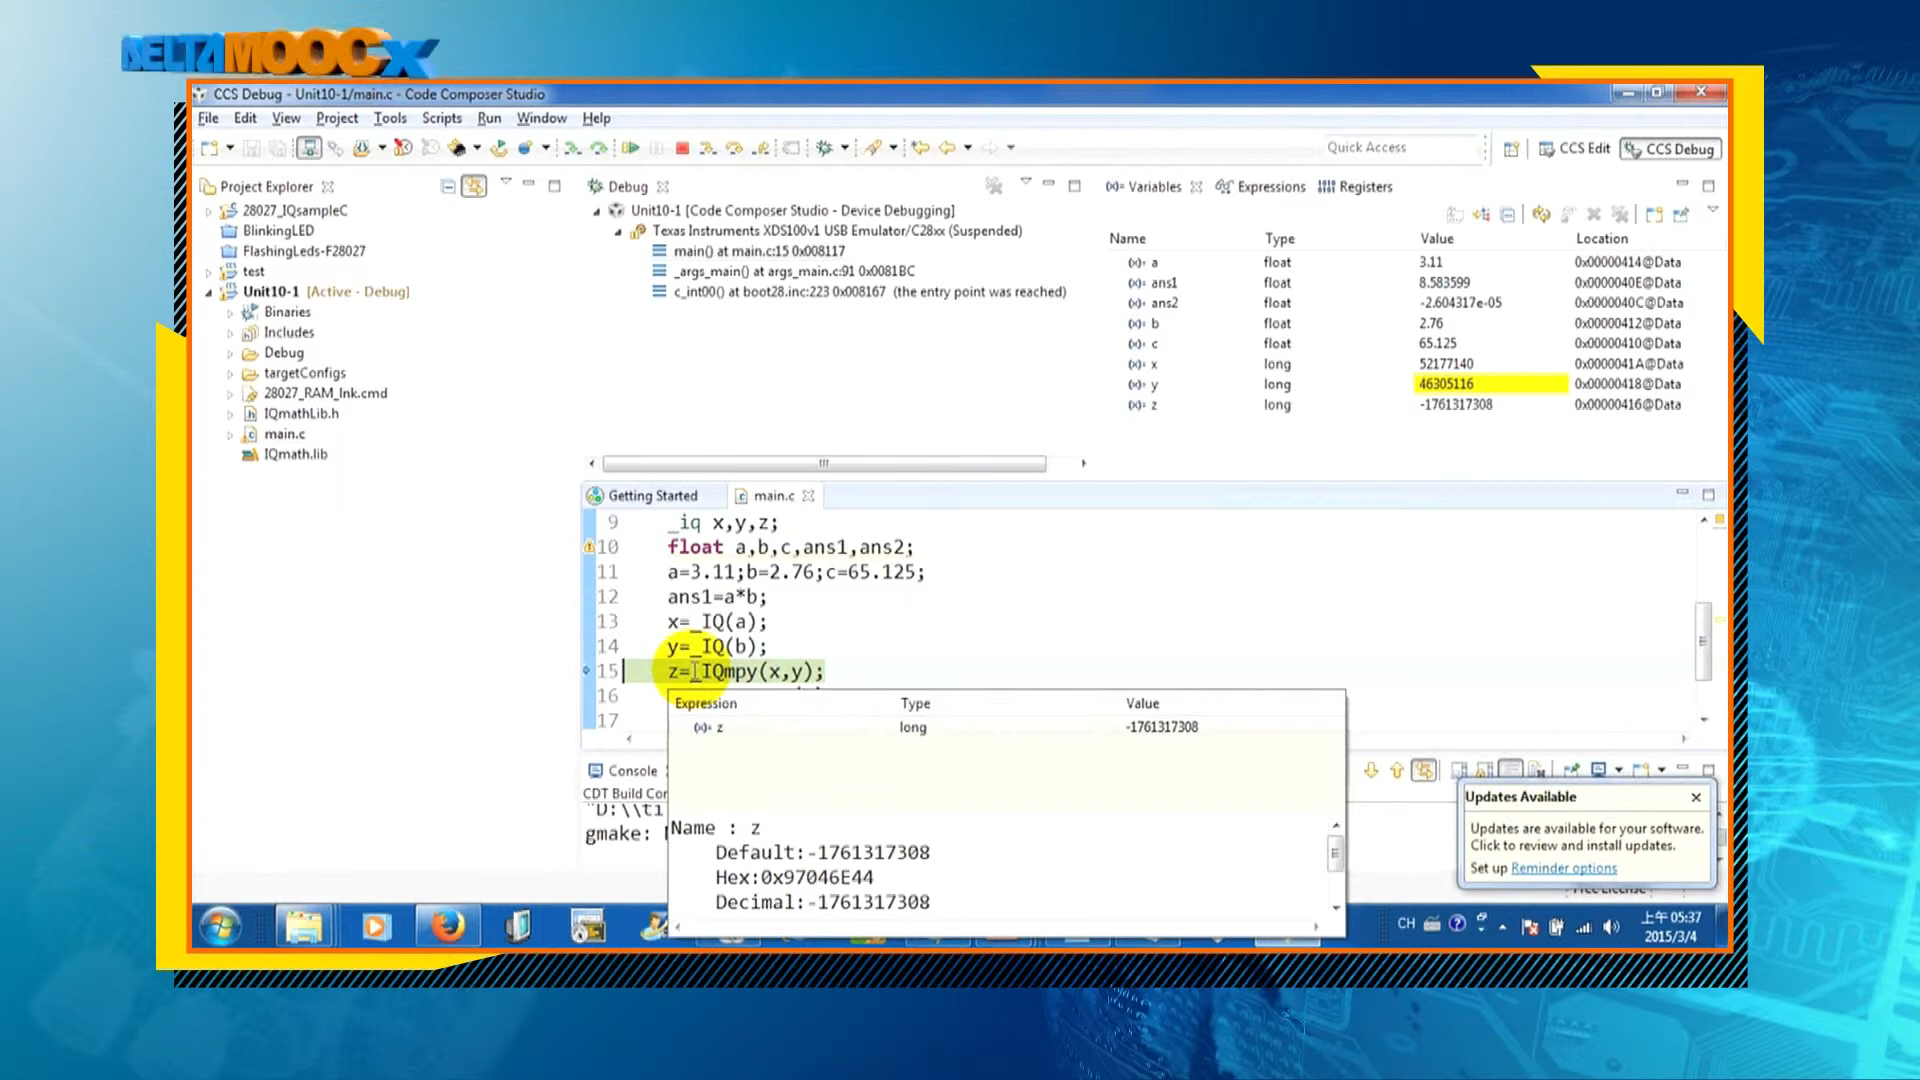 DELTA MOOCx
CCS Debug - Unit10-1/main.c - Code Composer Studio
File Edit View Project Tools Scripts Run Window Help
Quick Access
CCS Edit
CCS Debug
Project Explorer
28027_IQsampleC
BlinkingLED
FlashingLeds-F28027
test
Unit10-1 [Active - Debug]
Binaries
Includes
Debug
targetConfigs
28027_RAM_lnk.cmd
IQmathLib.h
main.c
IQmath.lib
Debug
Unit10-1 [Code Composer Studio - Device Debugging]
Texas Instruments XDS100v1 USB Emulator/C28xx (Suspended)
main() at main.c:15 0x008117
_args_main() at args_main.c:91 0x0081BC
c_int00() at boot28.inc:223 0x008167 (the entry point was reached)
Variables Expressions Registers
Name Type Value Location
a float 3.11 0x00000414@Data
ans1 float 8.583599 0x0000040E@Data
ans2 float -2.604317e-05 0x0000040C@Data
b float 2.76 0x00000412@Data
c float 65.125 0x00000410@Data
x long 52177140 0x0000041A@Data
y long 46305116 0x00000418@Data
z long -1761317308 0x00000416@Data
Getting Started main.c
9 _iq x,y,z;
10 float a,b,c,ans1,ans2;
11 a=3.11;b=2.76;c=65.125;
12 ans1=a*b;
13 x=_IQ(a);
14 y=_IQ(b);
15 z=_IQmpy(x,y);
16
17
Expression Type Value
z long -1761317308
Name : z
Default:-1761317308
Hex:0x97046E44
Decimal:-1761317308
Console
CDT Build Con
"D:\\ti
gmake:
Updates Available
Updates are available for your software.
Click to review and install updates.
Set up Reminder options
Free License
CH
上午 05:37
2015/3/4